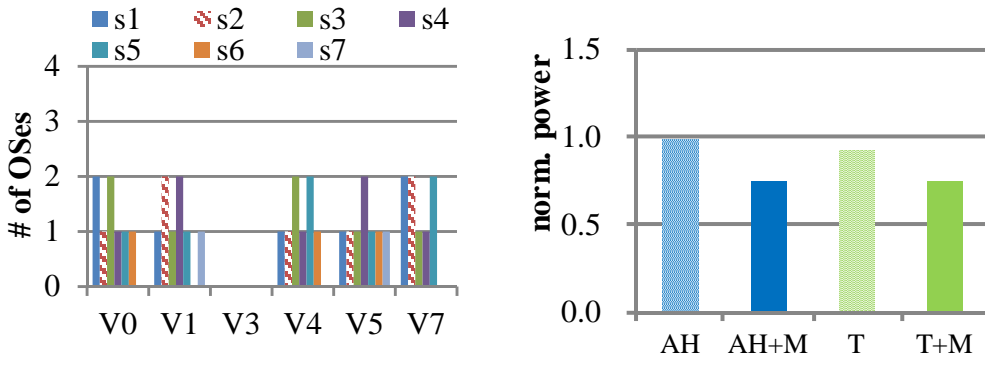 s1 s2 s3 s4
s5 s6 s7
# of OSes
4
3
2
1
0
V0 V1 V3 V4 V5 V7
norm. power
1.5
1.0
0.5
0.0
AH AH+M T T+M